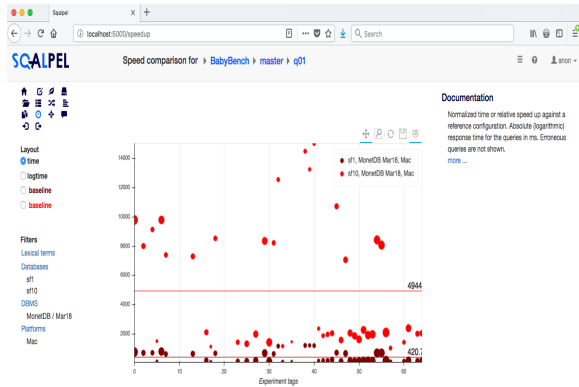 Sqalpel
localhost:5000/speedup
Search
SQALPEL
Speed comparison for BabyBench master q01
anon
Documentation
Normalized time or relative speed up against a
reference configuration. Absolute (logarithmic)
response time for the queries in ms. Erroneous
queries are not shown.
more ...
Layout
time
logtime
baseline
baseline
Filters
Lexical terms
Databases
sf1
sf10
DBMS
MonetDB / Mar18
Platforms
Mac
sf1, MonetDB Mar18, Mac
sf10, MonetDB Mar18, Mac
14000
12000
10000
8000
6000
4944
4000
2000
420.7
0 10 20 30 40 50 60
Experiment tags